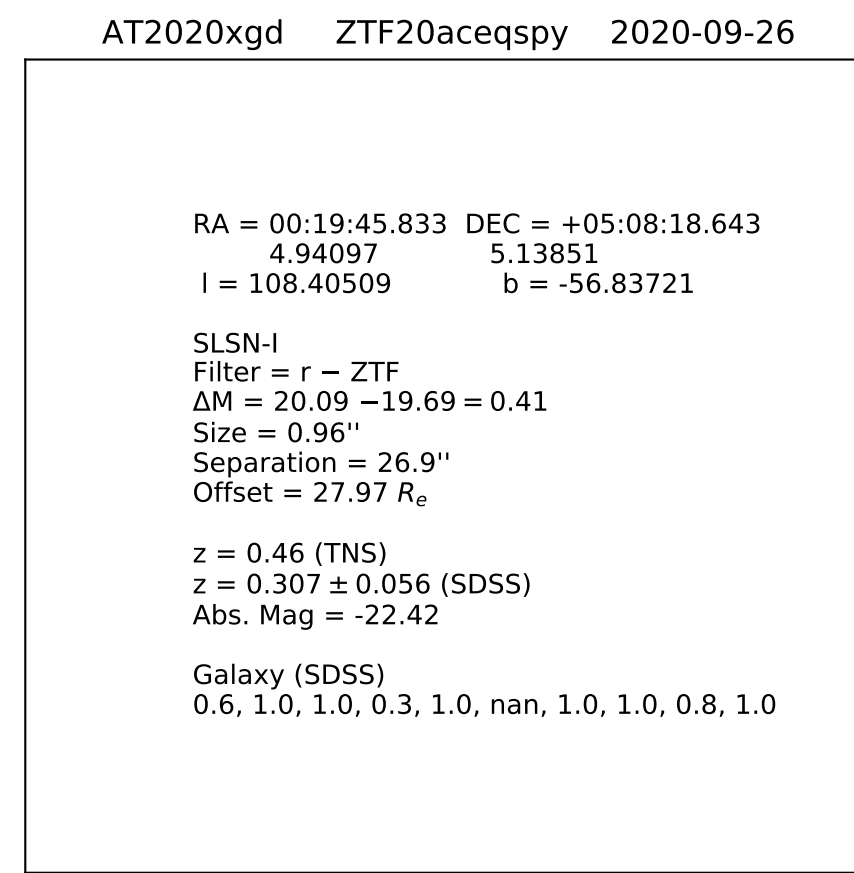 AT2020xgd ZTF20aceqspy 2020-09-26
RA = 00:19:45.833 DEC = +05:08:18.643
4.94097 5.13851
l = 108.40509 b = -56.83721
SLSN-I
Filter = r − ZTF
ΔM = 20.09 −19.69 = 0.41
Size = 0.96''
Separation = 26.9''
Offset = 27.97 Rₑ
z = 0.46 (TNS)
z = 0.307 ± 0.056 (SDSS)
Abs. Mag = -22.42
Galaxy (SDSS)
0.6, 1.0, 1.0, 0.3, 1.0, nan, 1.0, 1.0, 0.8, 1.0